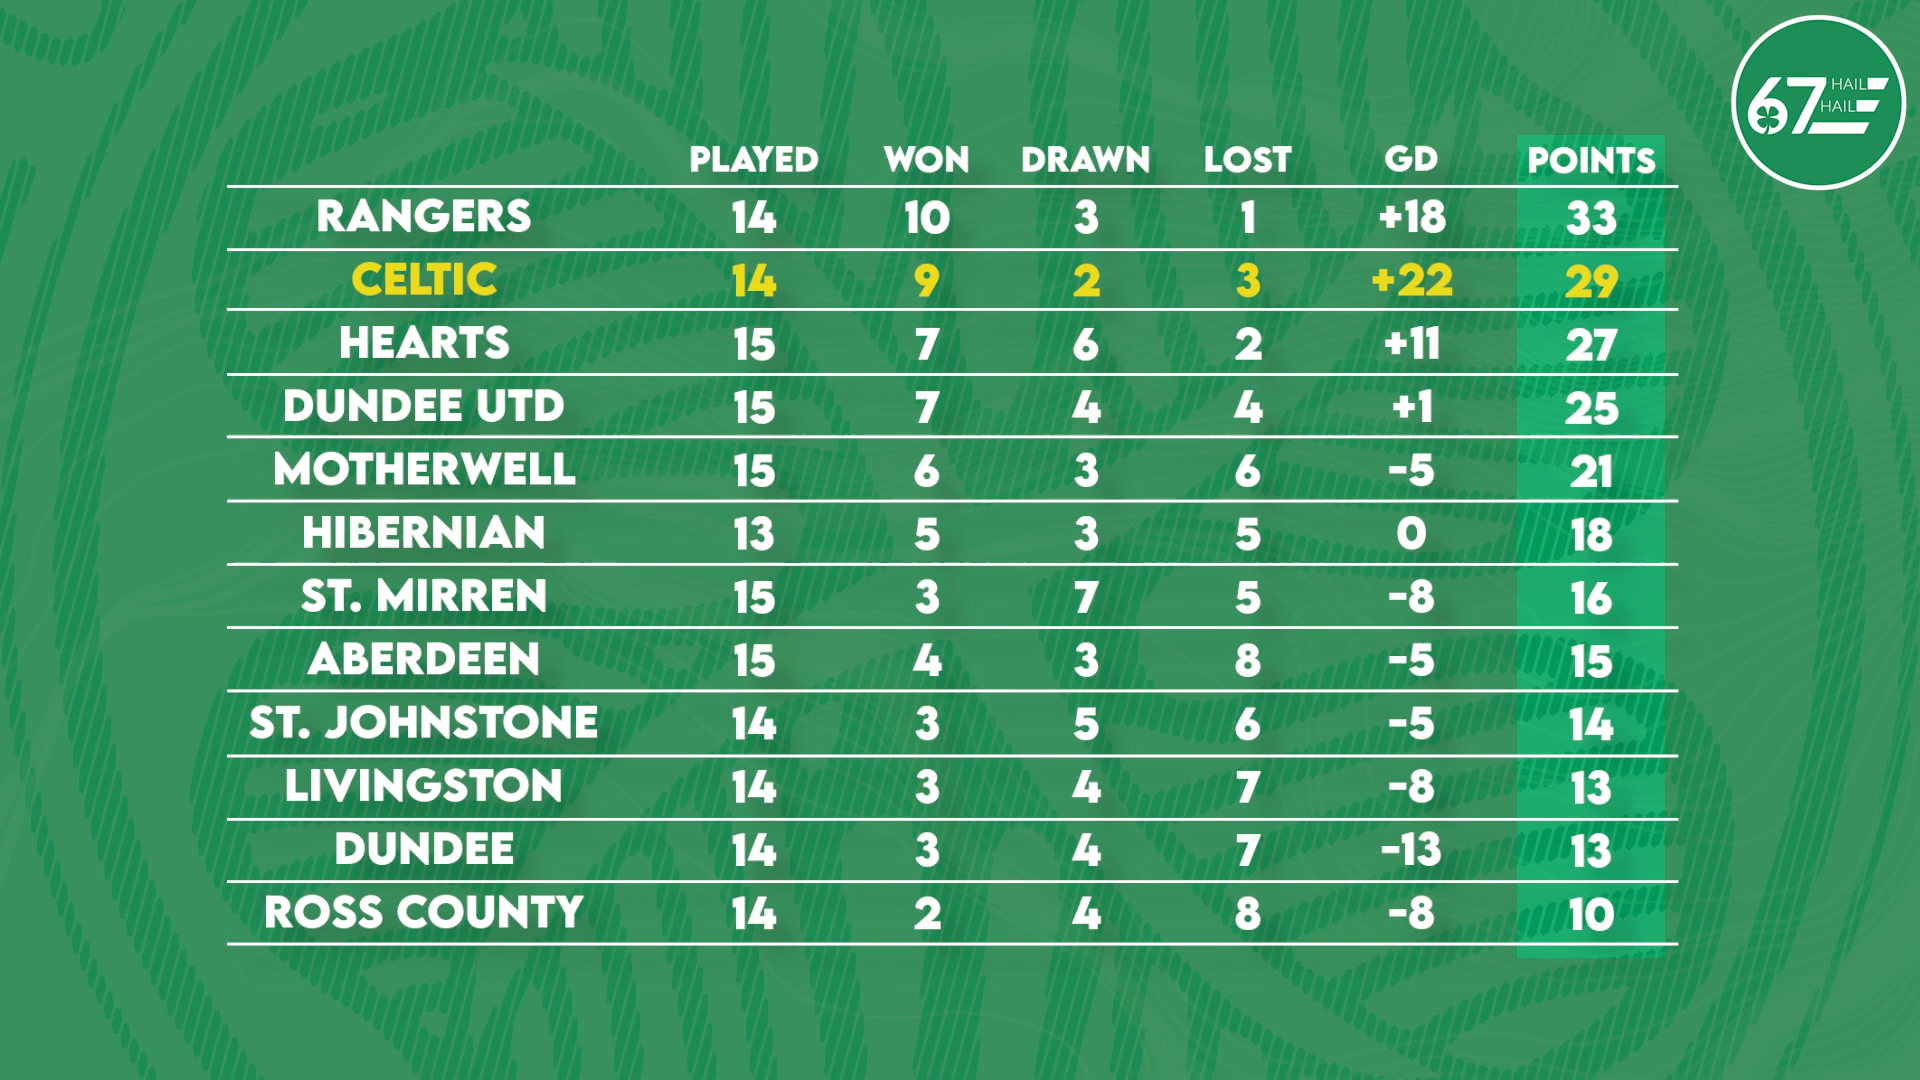 67 HAIL
HAIL
PLAYED WON DRAWN LOST GD POINTS
RANGERS 14 10 3 1 +18 33
CELTIC 14 9 2 3 +22 29
HEARTS 15 7 6 2 +11 27
DUNDEE UTD 15 7 4 4 +1 25
MOTHERWELL 15 6 3 6 -5 21
HIBERNIAN 13 5 3 5 0 18
ST. MIRREN 15 3 7 5 -8 16
ABERDEEN 15 4 3 8 -5 15
ST. JOHNSTONE 14 3 5 6 -5 14
LIVINGSTON 14 3 4 7 -8 13
DUNDEE 14 3 4 7 -13 13
ROSS COUNTY 14 2 4 8 -8 10